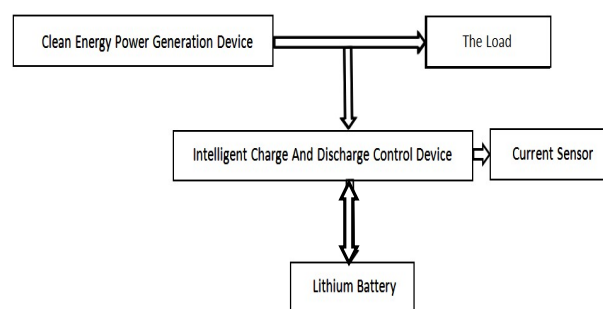 Clean Energy Power Generation Device
The Load
Intelligent Charge And Discharge Control Device
Current Sensor
Lithium Battery